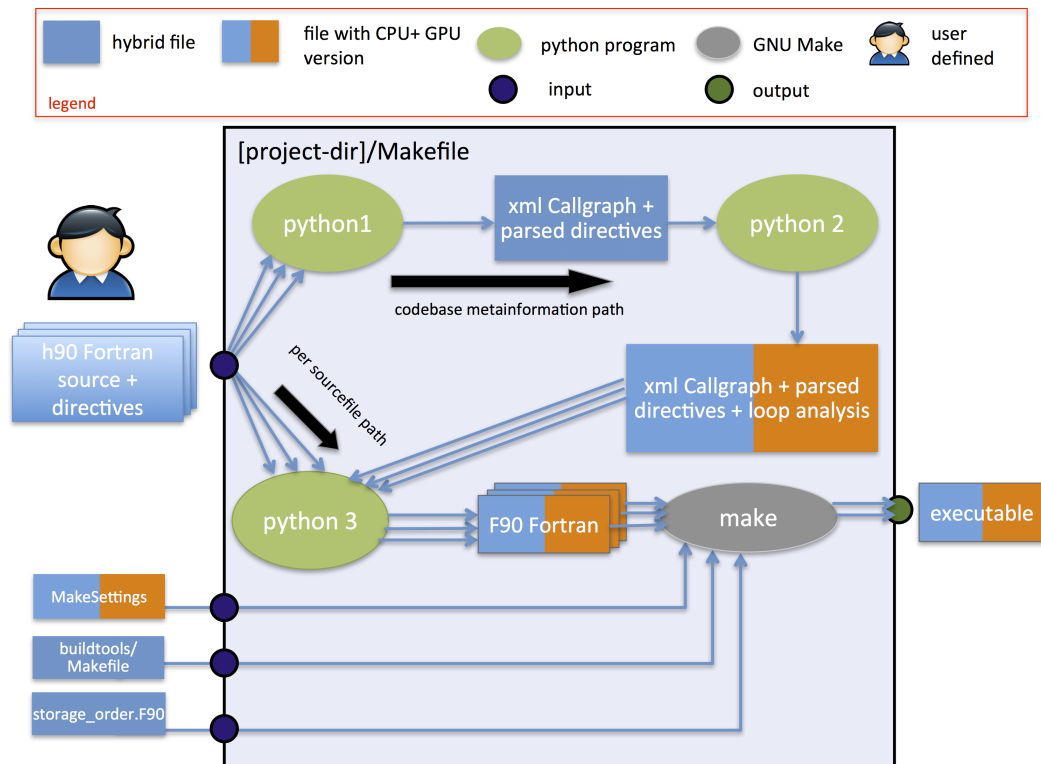 hybrid file
file with CPU+ GPU
version
python program
GNU Make
user
defined
input
output
legend
[project-dir]/Makefile
python1
xml Callgraph +
parsed directives
python 2
codebase metainformation path
h90 Fortran
source +
directives
per sourcefile path
xml Callgraph + parsed
directives + loop analysis
python 3
F90 Fortran
make
executable
MakeSettings
buildtools/
Makefile
storage_order.F90